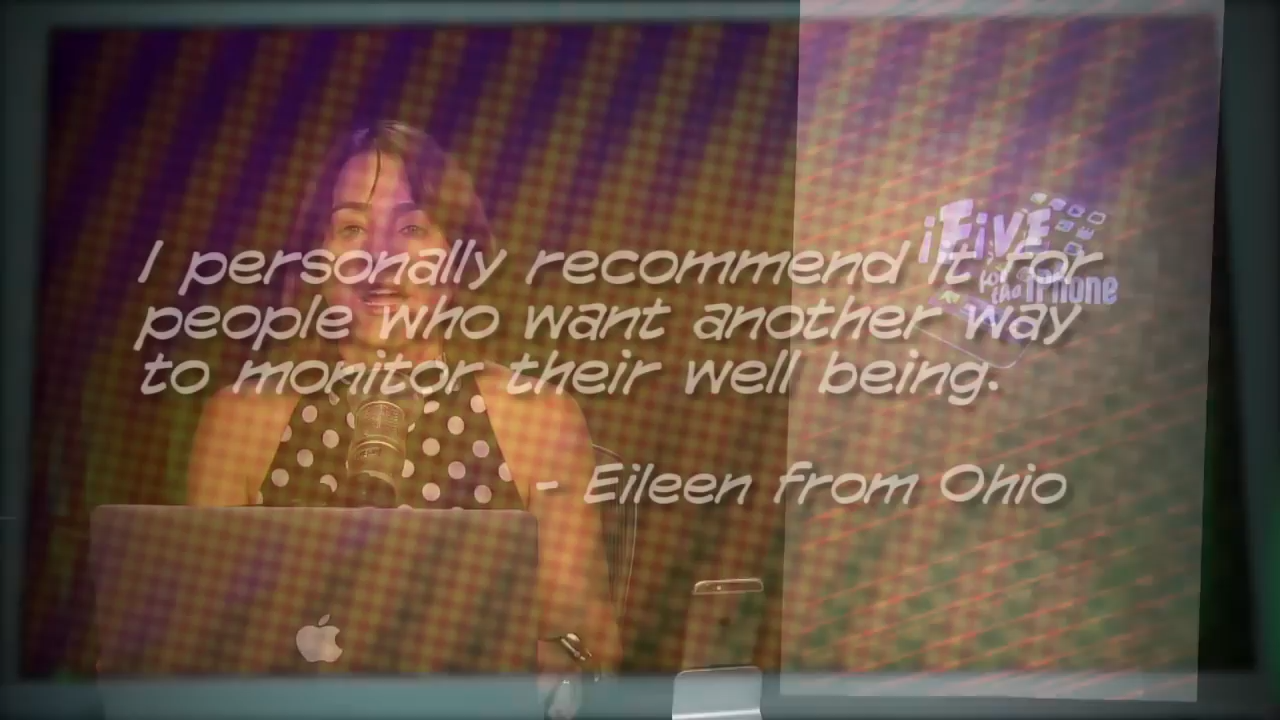 I personally recommend it for
people who want another way
to monitor their well being.
- Eileen from Ohio
iFive
for the iPhone